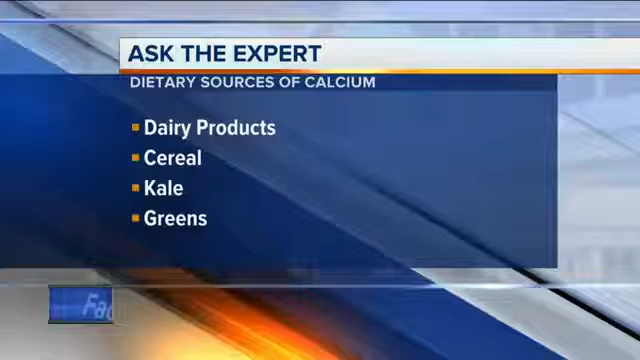 ASK THE EXPERT
DIETARY SOURCES OF CALCIUM
Dairy Products
Cereal
Kale
Greens